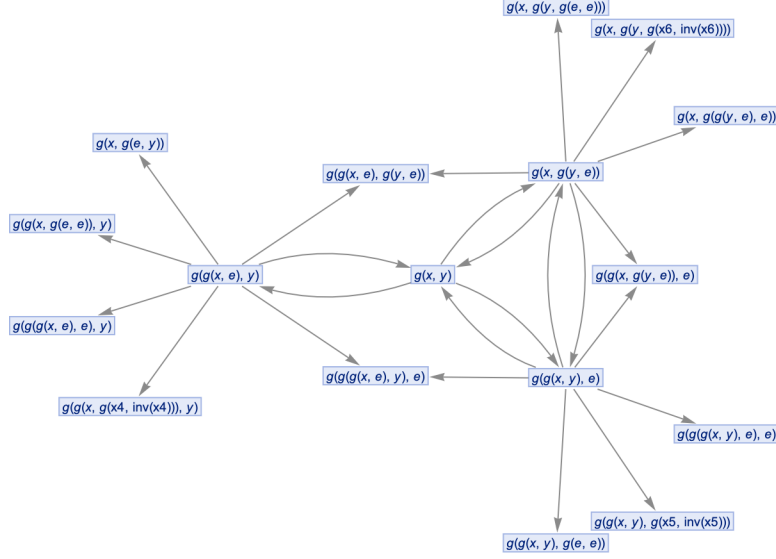 g(x, g(y, g(e, e)))
g(x, g(y, g(x6, inv(x6))))
g(x, g(g(y, e), e))
g(x, g(e, y))
g(g(x, e), g(y, e))
g(x, g(y, e))
g(g(x, g(e, e)), y)
g(g(x, e), y)
g(x, y)
g(g(x, g(y, e)), e)
g(g(g(x, e), e), y)
g(g(g(x, e), y), e)
g(g(x, y), e)
g(g(x, g(x4, inv(x4))), y)
g(g(g(x, y), e), e)
g(g(x, y), g(x5, inv(x5)))
g(g(x, y), g(e, e))